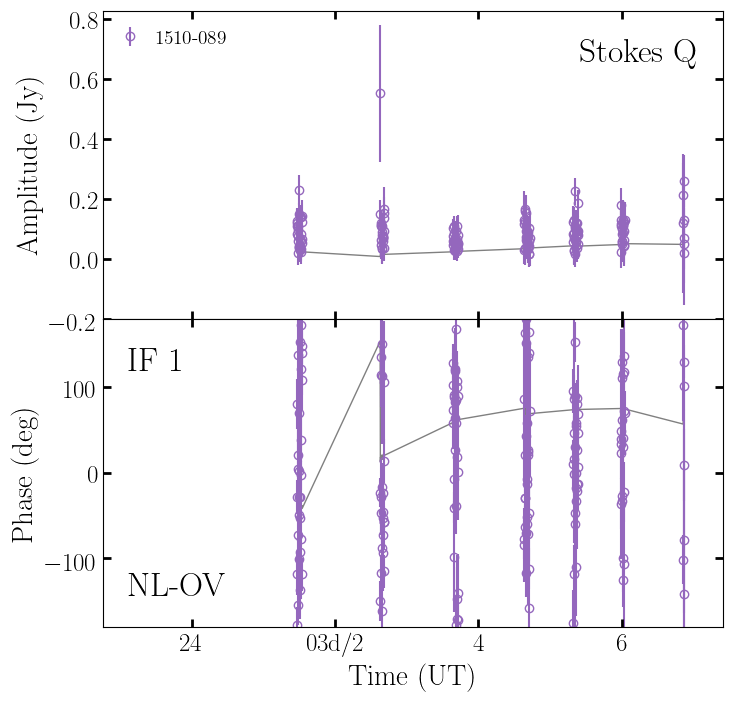 0.8
1510-089
Stokes Q
0.6
0.4
0.2
0.0
−0.2
Amplitude (Jy)
IF 1
100
0
−100
NL-OV
Phase (deg)
24
03d/2
4
6
Time (UT)